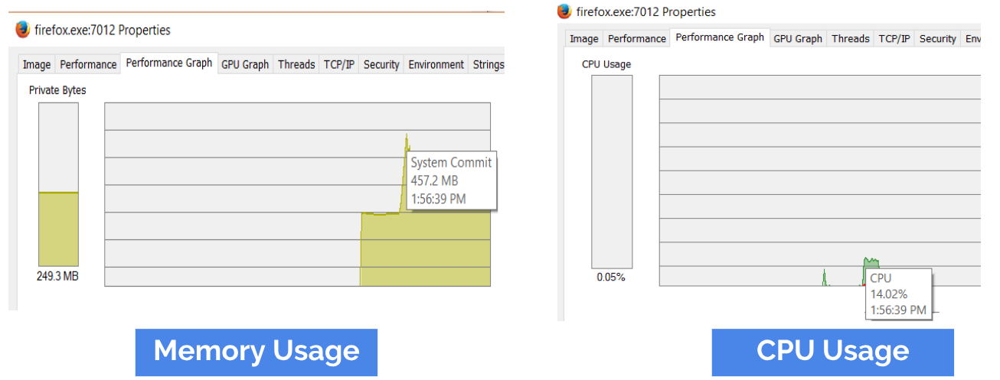 firefox.exe:7012 Properties
Image Performance Performance Graph GPU Graph Threads TCP/IP Security Environment Strings
Private Bytes
System Commit
457.2 MB
1:56:39 PM
249.3 MB
Memory Usage
firefox.exe:7012 Properties
Image Performance Performance Graph GPU Graph Threads TCP/IP Security Env
CPU Usage
CPU
14.02%
1:56:39 PM
0.05%
CPU Usage